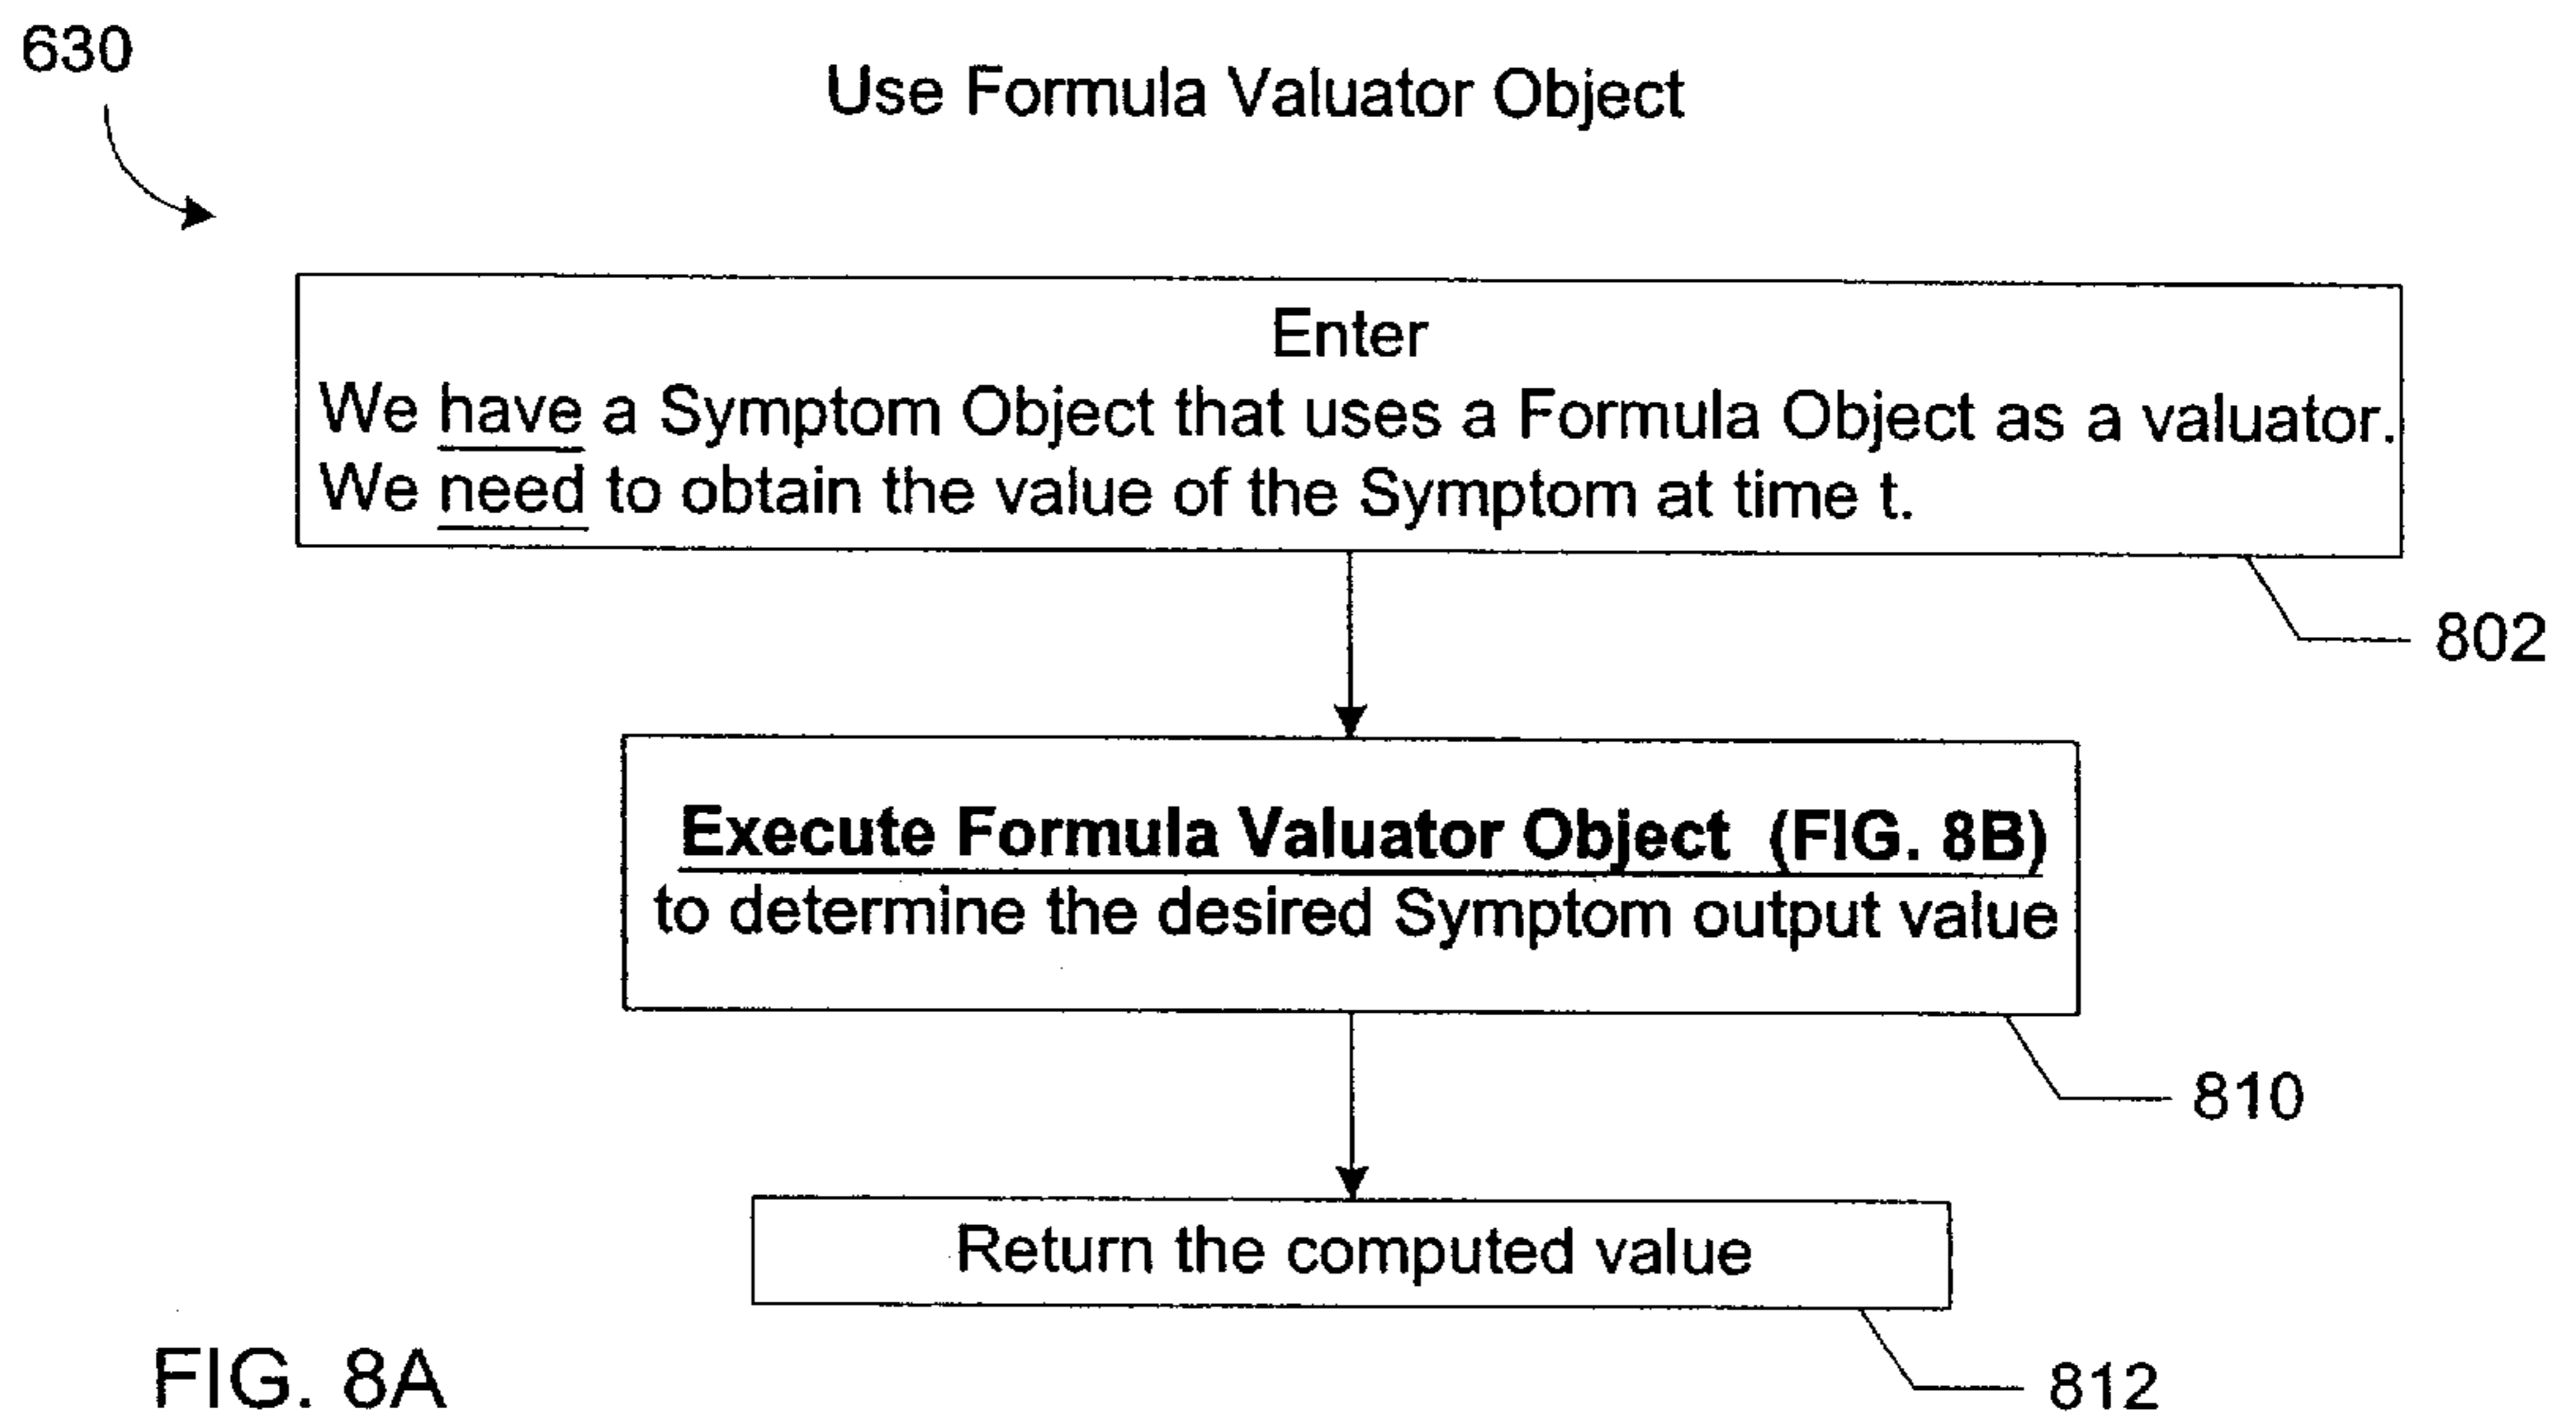 630
Use Formula Valuator Object
Enter
We have a Symptom Object that uses a Formula Object as a valuator.
We need to obtain the value of the Symptom at time t.
802
Execute Formula Valuator Object (FIG. 8B)
to determine the desired Symptom output value
810
Return the computed value
812
FIG. 8A